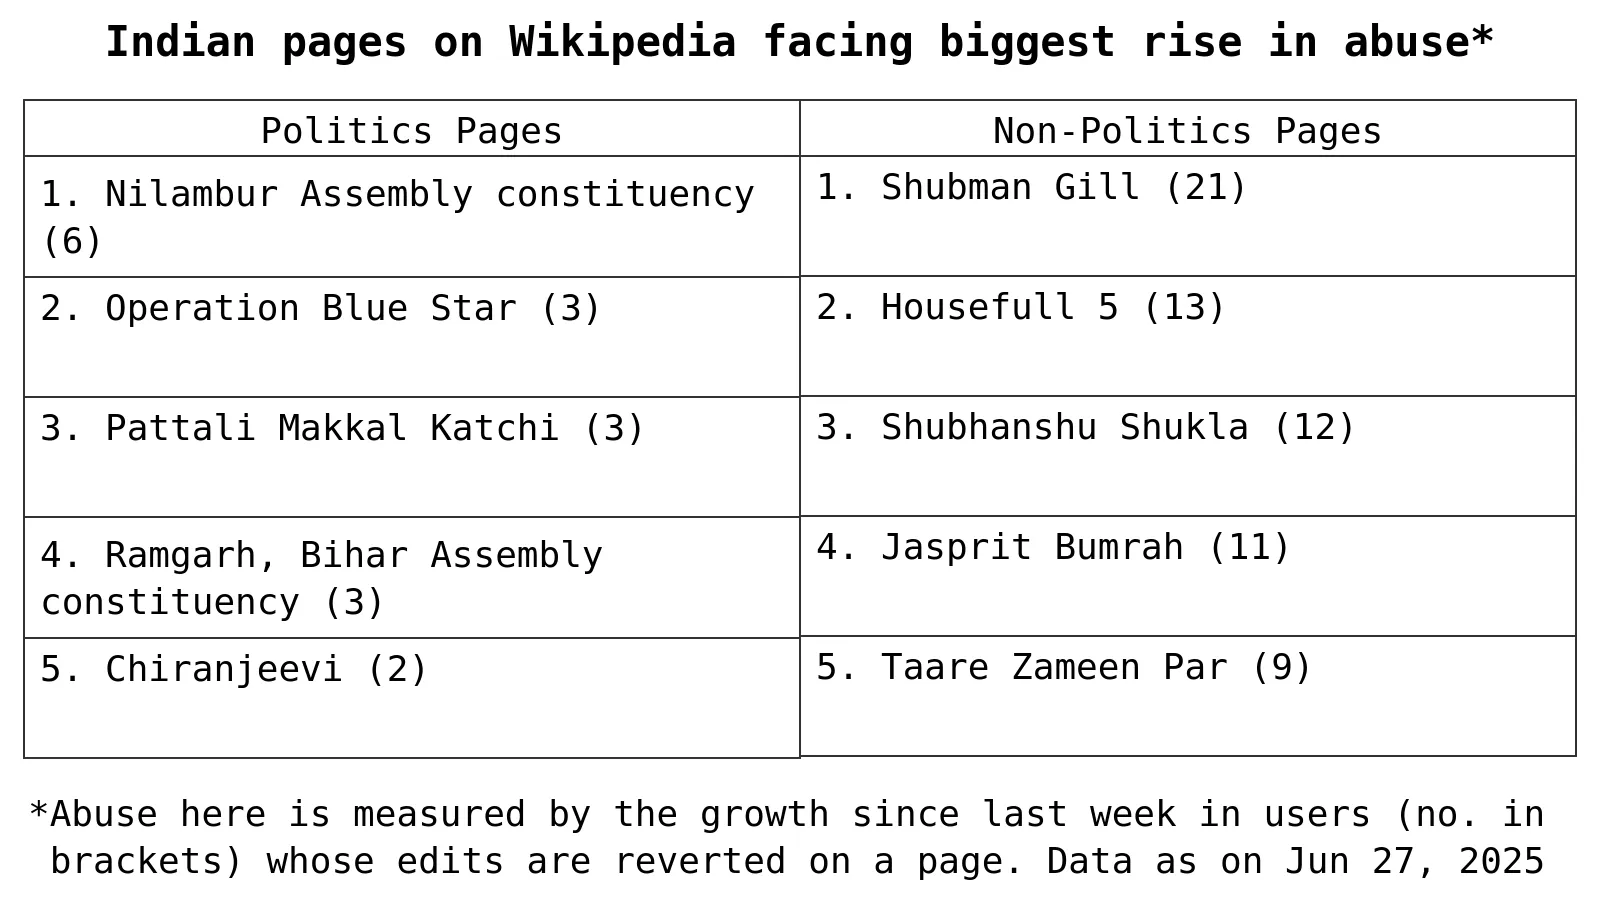 Indian pages on Wikipedia facing biggest rise in abuse*
Politics Pages
Non-Politics Pages
1. Nilambur Assembly constituency
(6)
1. Shubman Gill (21)
2. Operation Blue Star (3)
2. Housefull 5 (13)
3. Pattali Makkal Katchi (3)
3. Shubhanshu Shukla (12)
4. Ramgarh, Bihar Assembly
constituency (3)
4. Jasprit Bumrah (11)
5. Chiranjeevi (2)
5. Taare Zameen Par (9)
*Abuse here is measured by the growth since last week in users (no. in
brackets) whose edits are reverted on a page. Data as on Jun 27, 2025